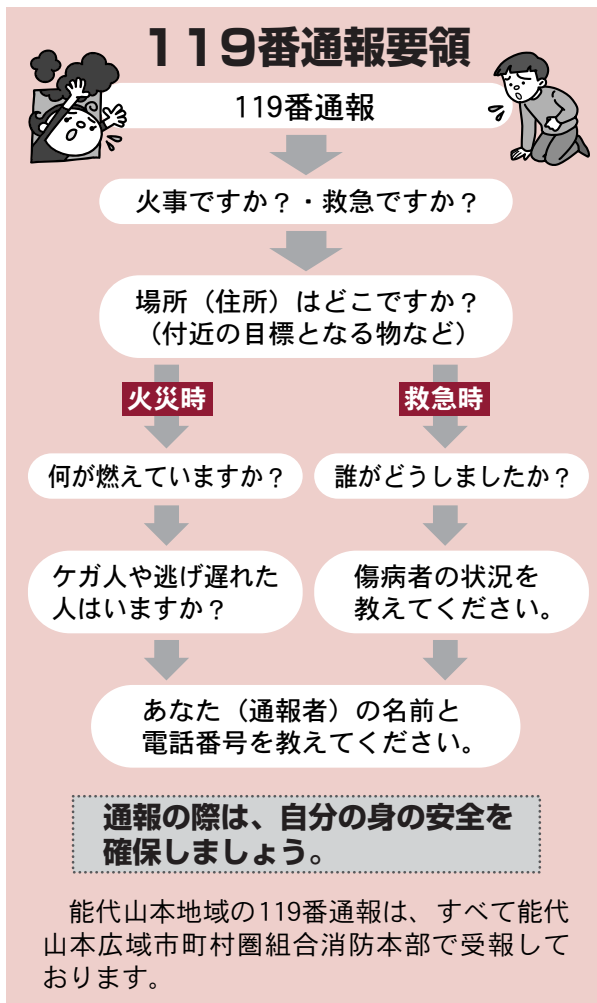 119番通報要領
119番通報
火事ですか？・救急ですか？
場所（住所）はどこですか？
（付近の目標となる物など）
火災時
何が燃えていますか？
ケガ人や逃げ遅れた
人はいますか？
救急時
誰がどうしましたか？
傷病者の状況を
教えてください。
あなた（通報者）の名前と
電話番号を教えてください。
通報の際は、自分の身の安全を
確保しましょう。
能代山本地域の119番通報は、すべて能代
山本広域市町村圏組合消防本部で受報して
おります。